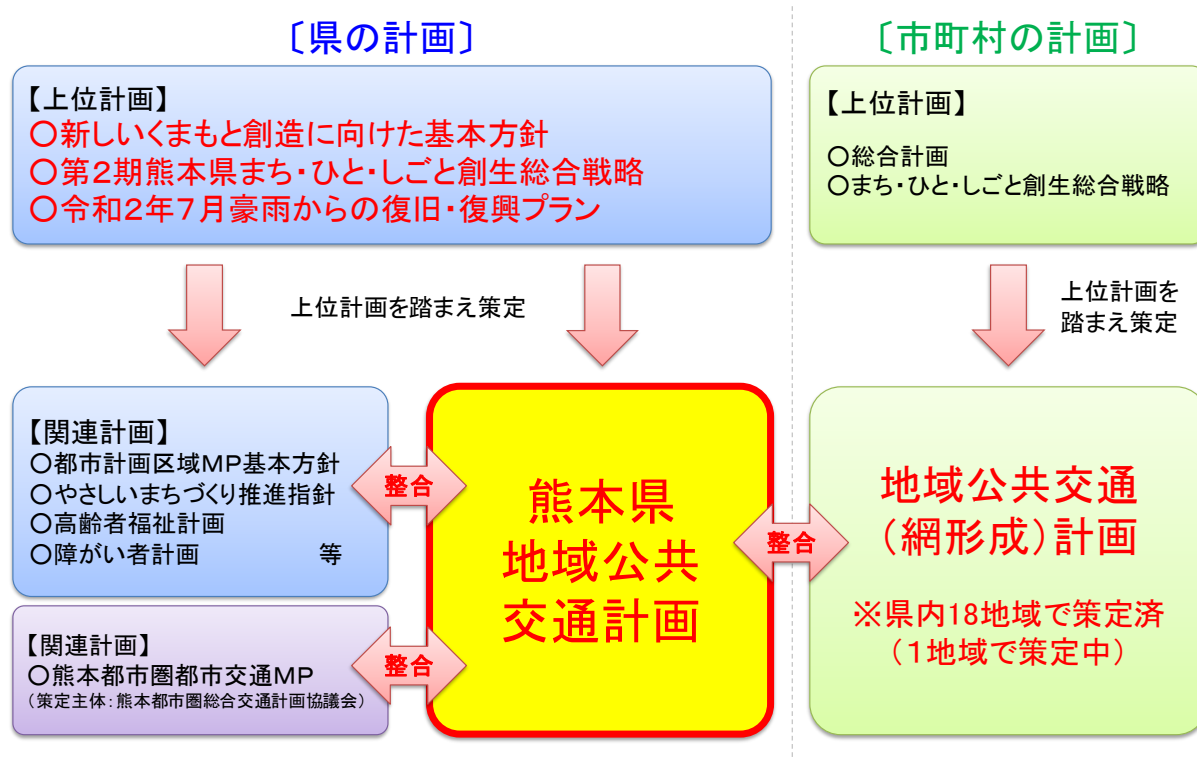 〔県の計画〕
【上位計画】
○新しいくまもと創造に向けた基本方針
○第２期熊本県まち・ひと・しごと創生総合戦略
○令和２年７月豪雨からの復旧・復興プラン
上位計画を踏まえ策定
【関連計画】
○都市計画区域ＭＰ基本方針
○やさしいまちづくり推進指針
○高齢者福祉計画
○障がい者計画　　　　等
整合
【関連計画】
○熊本都市圏都市交通ＭＰ
（策定主体：熊本都市圏総合交通計画協議会）
整合
熊本県
地域公共
交通計画
整合
〔市町村の計画〕
【上位計画】
○総合計画
○まち・ひと・しごと創生総合戦略
上位計画を
踏まえ策定
地域公共交通
（網形成）計画
※県内18地域で策定済
（１地域で策定中）